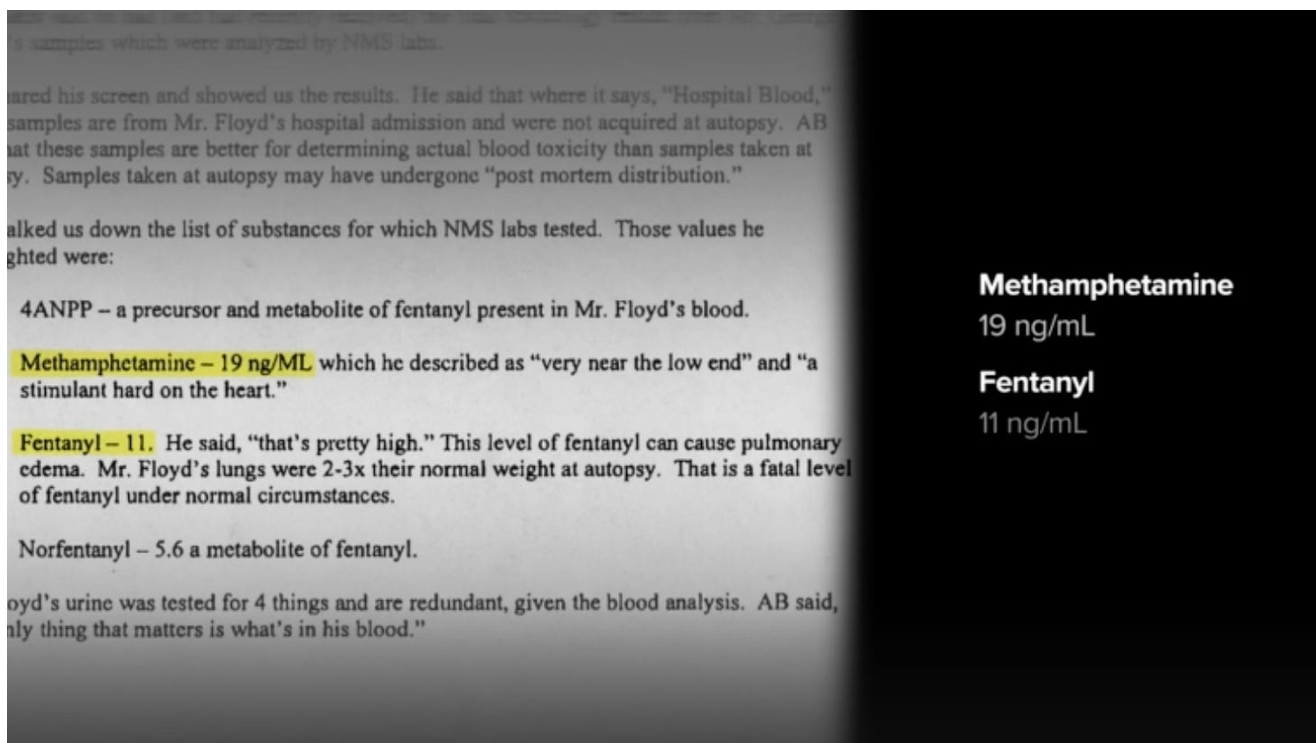 's samples which were analyzed by NMS labs.
ared his screen and showed us the results. He said that where it says, “Hospital Blood,”
samples are from Mr. Floyd's hospital admission and were not acquired at autopsy. AB
at these samples are better for determining actual blood toxicity than samples taken at
sy. Samples taken at autopsy may have undergone “post mortem distribution.”
alked us down the list of substances for which NMS labs tested. Those values he
ghted were:
4ANPP – a precursor and metabolite of fentanyl present in Mr. Floyd's blood.
Methamphetamine – 19 ng/ML which he described as “very near the low end” and “a
stimulant hard on the heart.”
Fentanyl – 11. He said, “that's pretty high.” This level of fentanyl can cause pulmonary
edema. Mr. Floyd's lungs were 2-3x their normal weight at autopsy. That is a fatal level
of fentanyl under normal circumstances.
Norfentanyl – 5.6 a metabolite of fentanyl.
oyd's urine was tested for 4 things and are redundant, given the blood analysis. AB said,
nly thing that matters is what's in his blood.”
Methamphetamine
19 ng/mL
Fentanyl
11 ng/mL